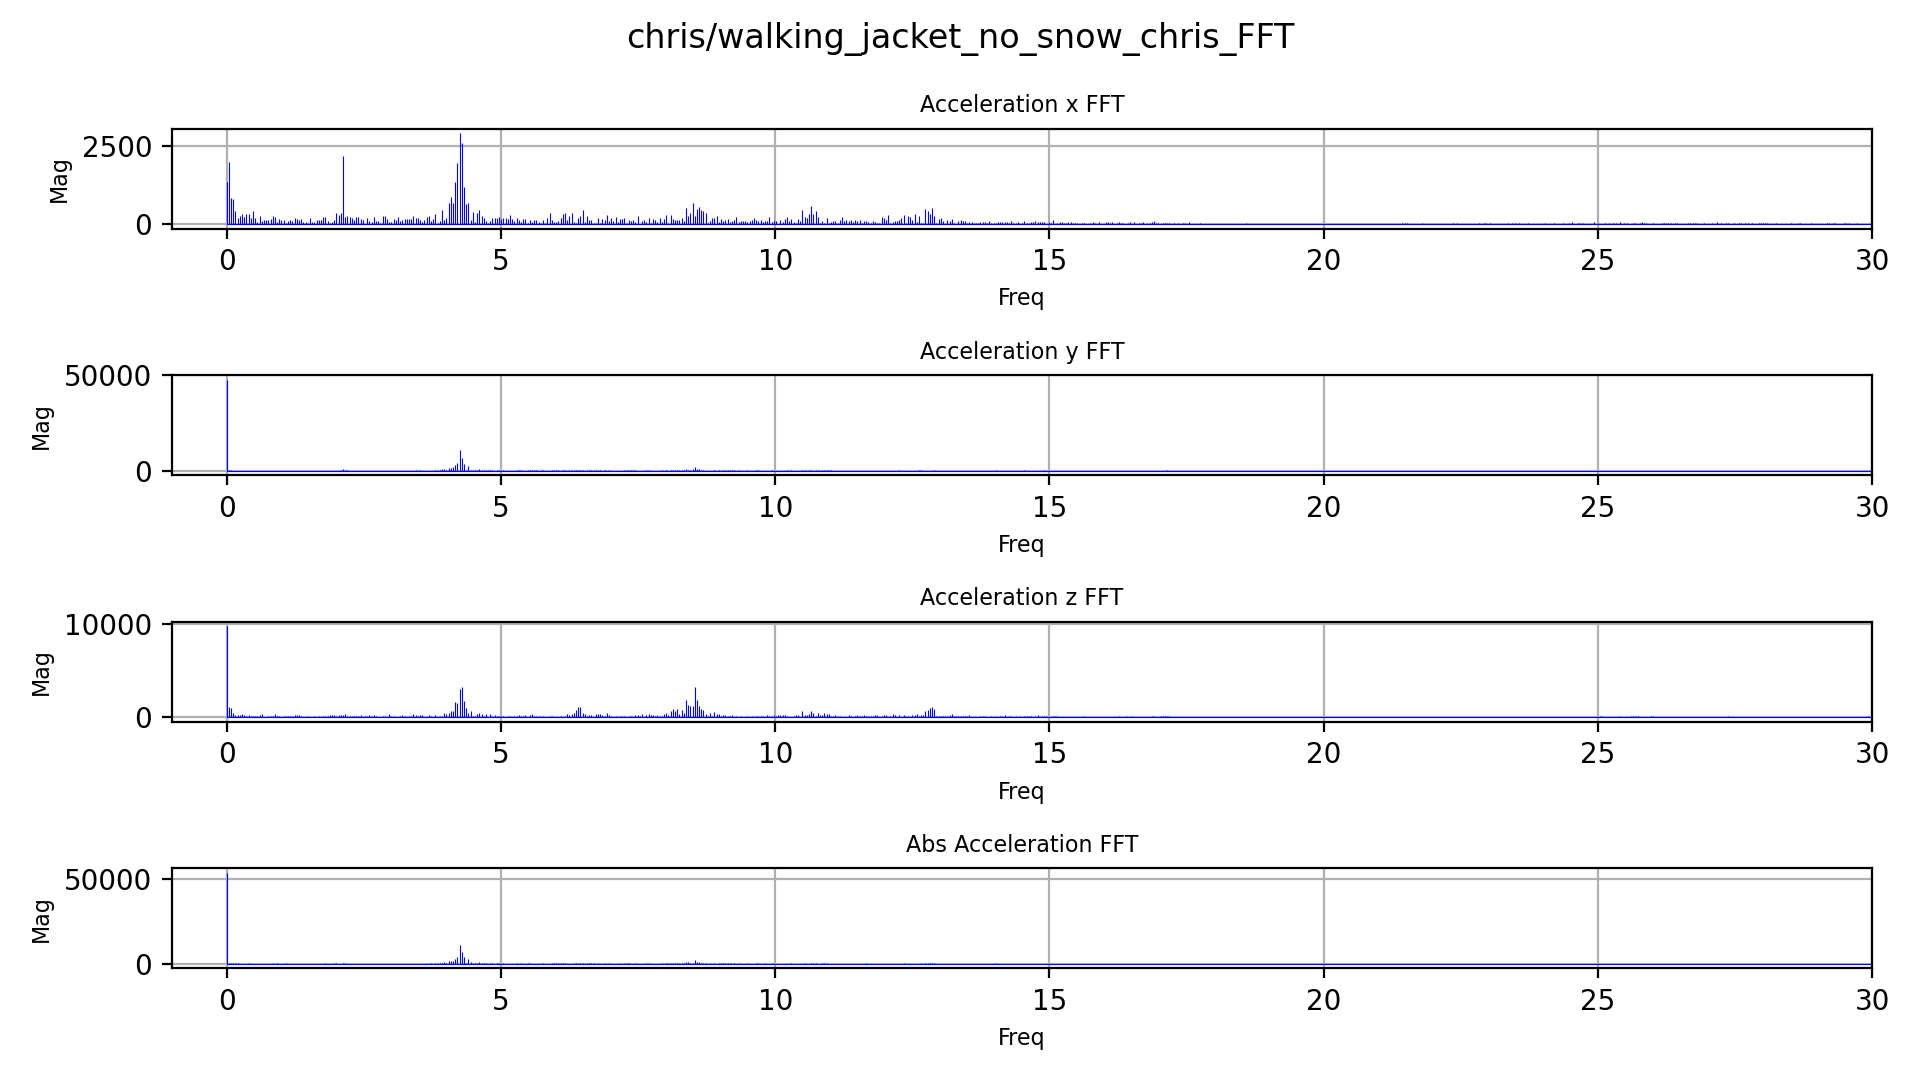 chris/walking_jacket_no_snow_chris_FFT
Acceleration x FFT
Mag
2500
0
0 5 10 15 20 25 30
Freq
Acceleration y FFT
Mag
50000
0
0 5 10 15 20 25 30
Freq
Acceleration z FFT
Mag
10000
0
0 5 10 15 20 25 30
Freq
Abs Acceleration FFT
Mag
50000
0
0 5 10 15 20 25 30
Freq